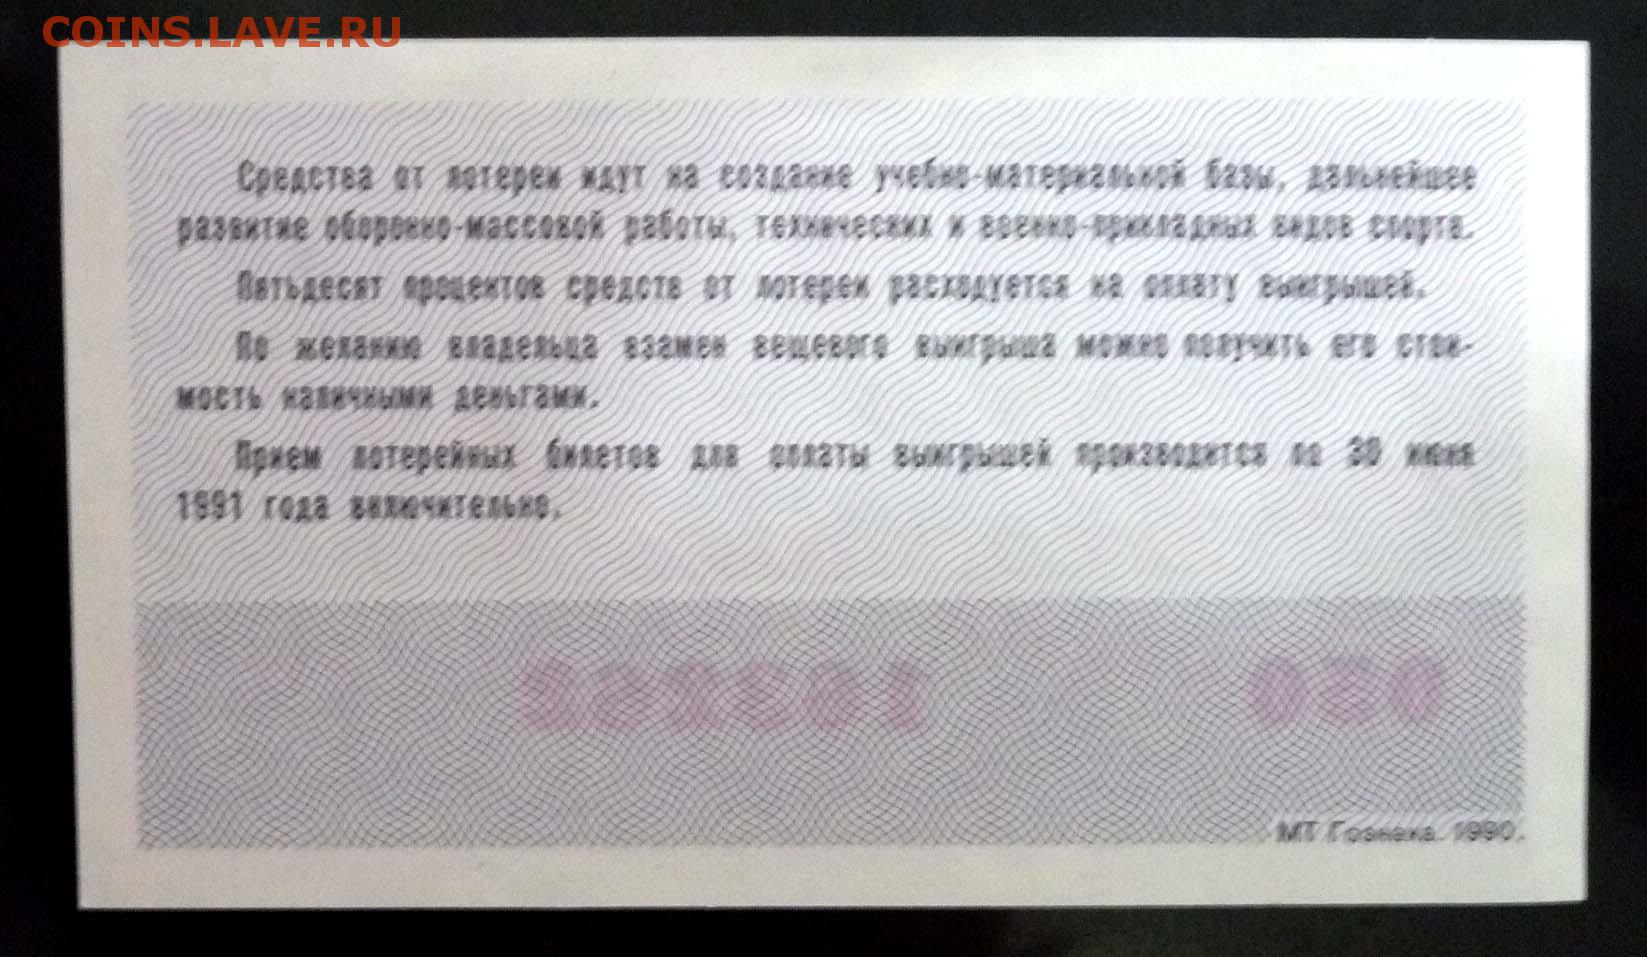 COINS.LAVE.RU
Средства от лотереи идут на создание учебно-материальной базы, дальнейшее
развитие оборонно-массовой работы, технических и военно-прикладных видов спорта.
Пятьдесят процентов средств от лотереи расходуется на оплату выигрышей.
По желанию владельца взамен вещевого выигрыша можно получить его стои-
мость наличными деньгами.
Прием лотерейных билетов для оплаты выигрышей производится по 30 июня
1991 года включительно.
МТ Гознака. 1990.